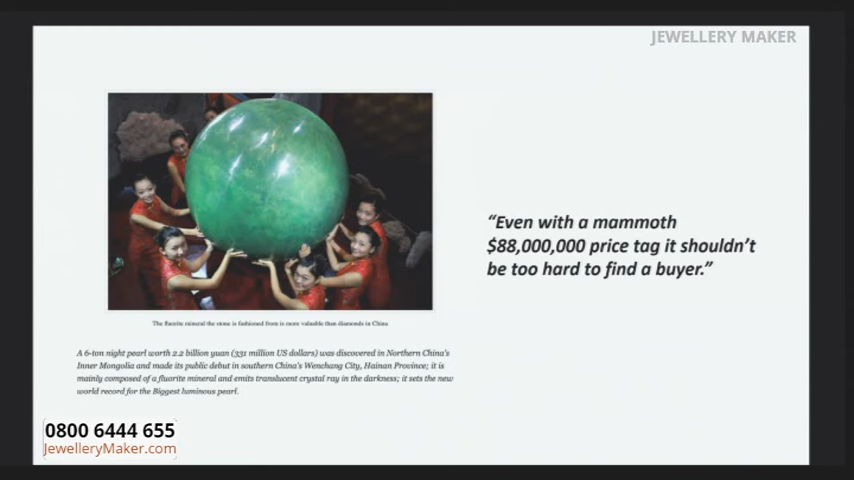 JEWELLERY MAKER
“Even with a mammoth
$88,000,000 price tag it shouldn’t
be too hard to find a buyer.”
The fluorite mineral the stone is fashioned from is more valuable than diamonds in China
A 6-ton night pearl worth 2.2 billion yuan (331 million US dollars) was discovered in Northern China's
Inner Mongolia and made its public debut in southern China's Wenchang City, Hainan Province; it is
mainly composed of a fluorite mineral and emits translucent crystal ray in the darkness; it sets the new
world record for the Biggest luminous pearl.
0800 6444 655
JewelleryMaker.com